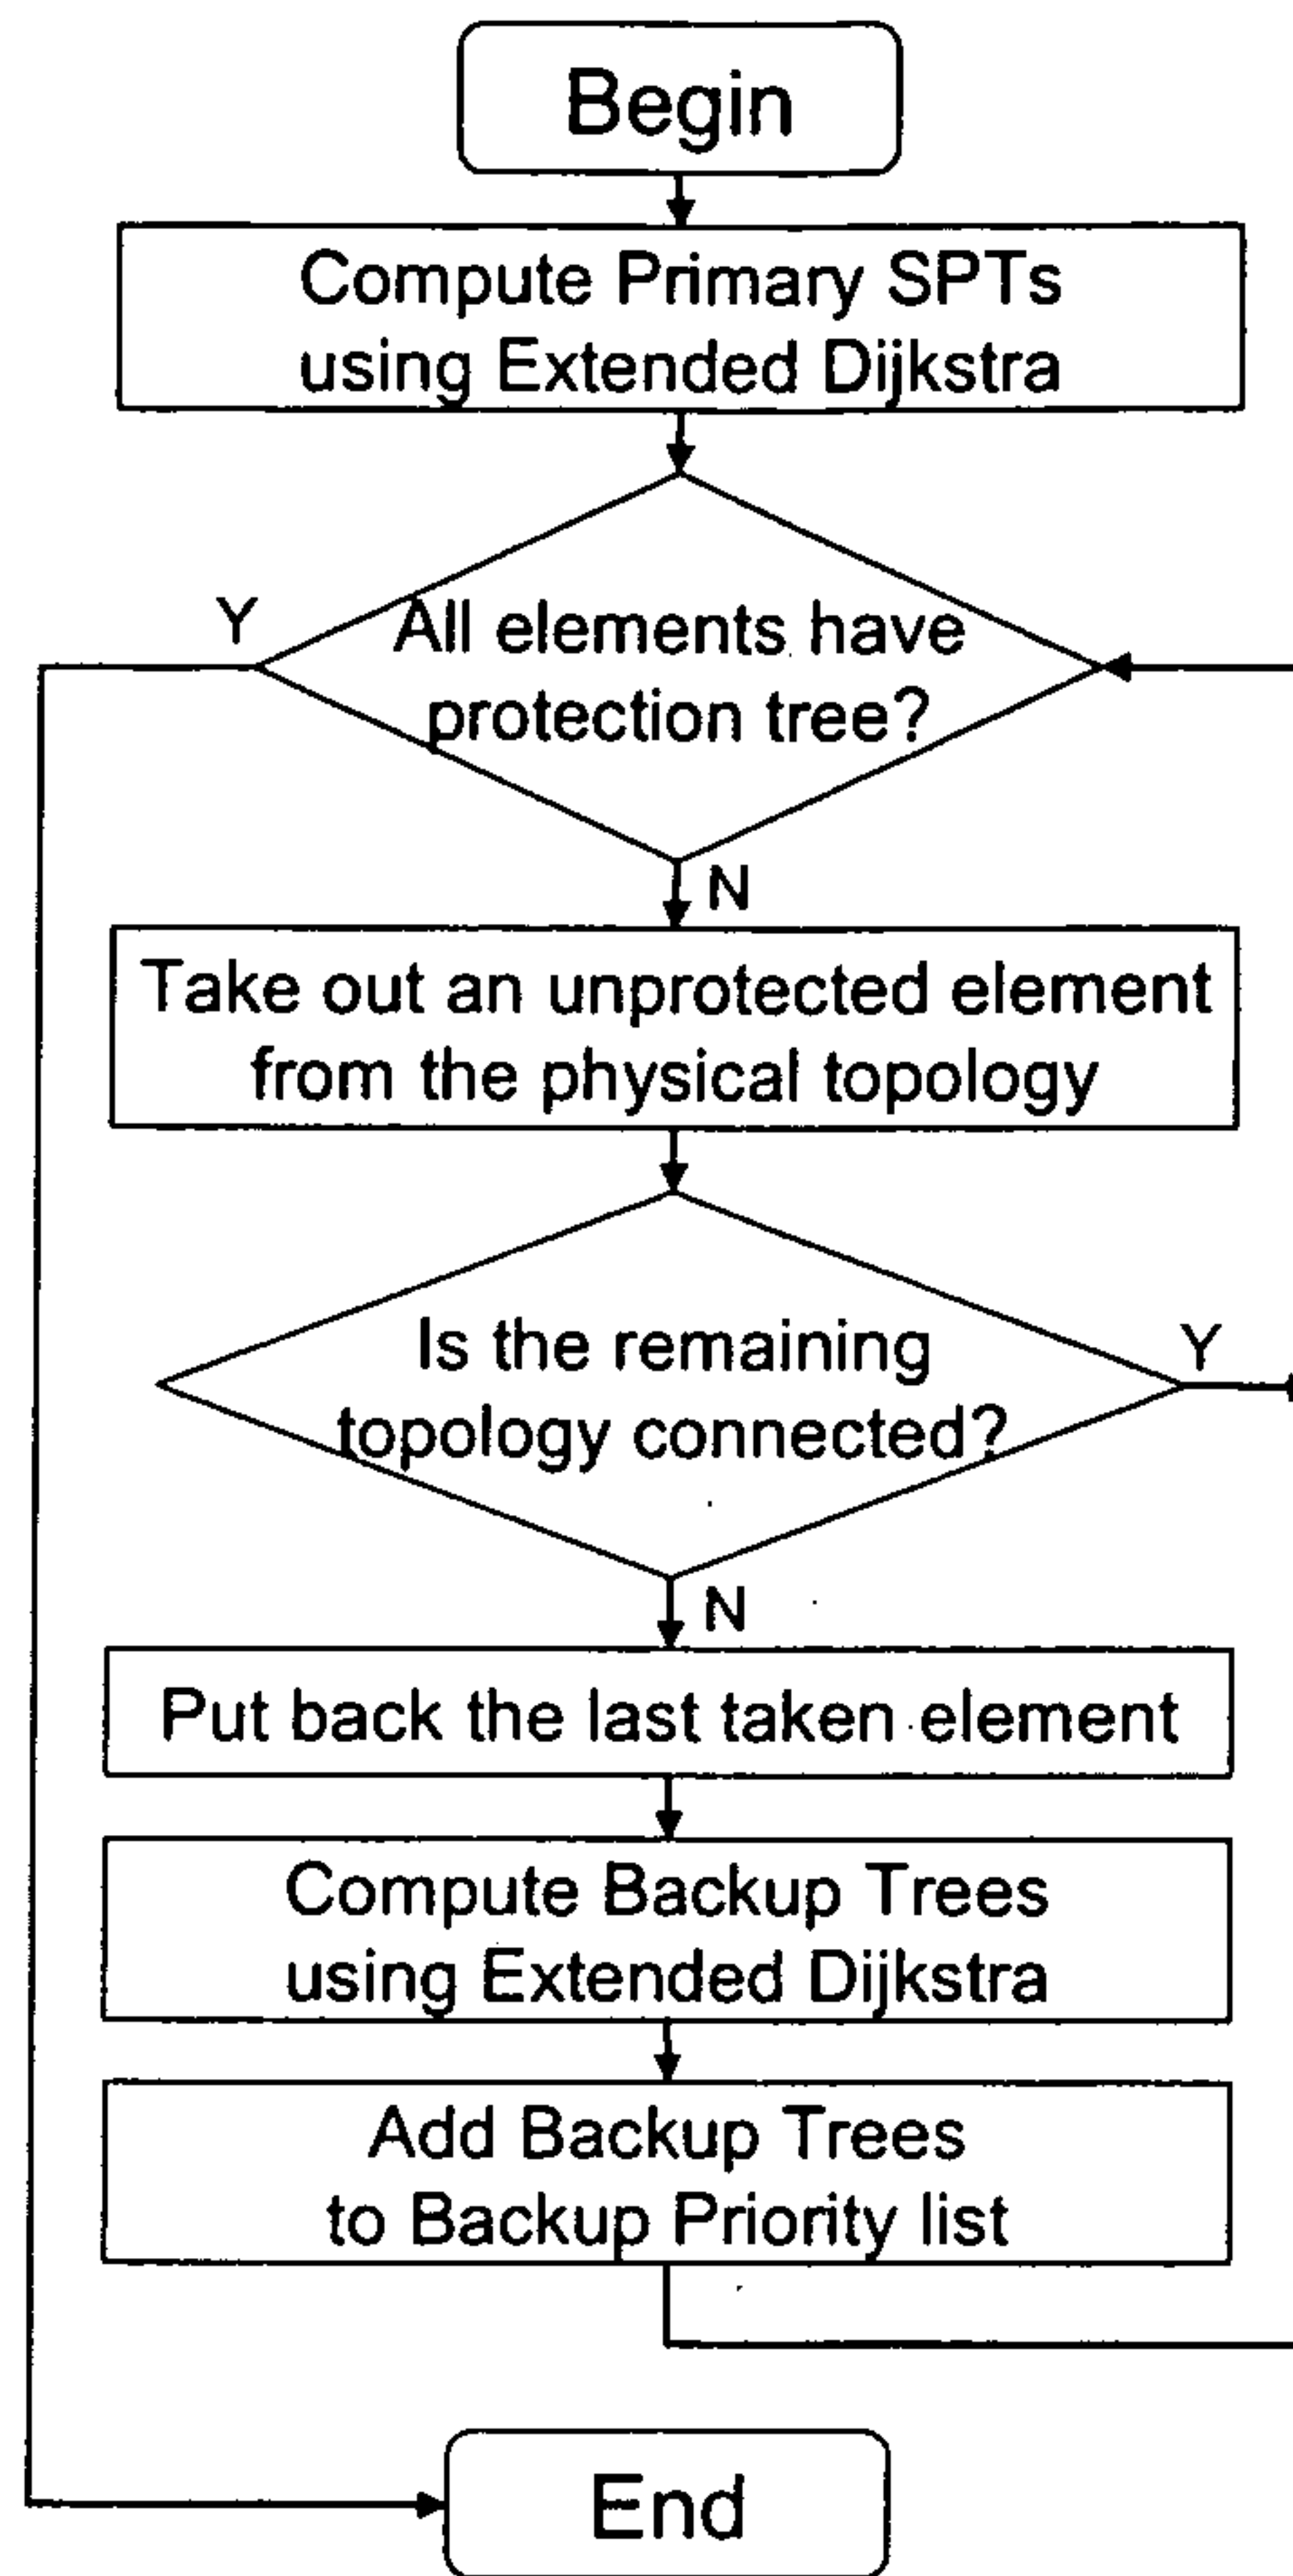 Begin
Compute Primary SPTs
using Extended Dijkstra
Y
All elements have
protection tree?
N
Take out an unprotected element
from the physical topology
Is the remaining
topology connected?
Y
N
Put back the last taken element
Compute Backup Trees
using Extended Dijkstra
Add Backup Trees
to Backup Priority list
End